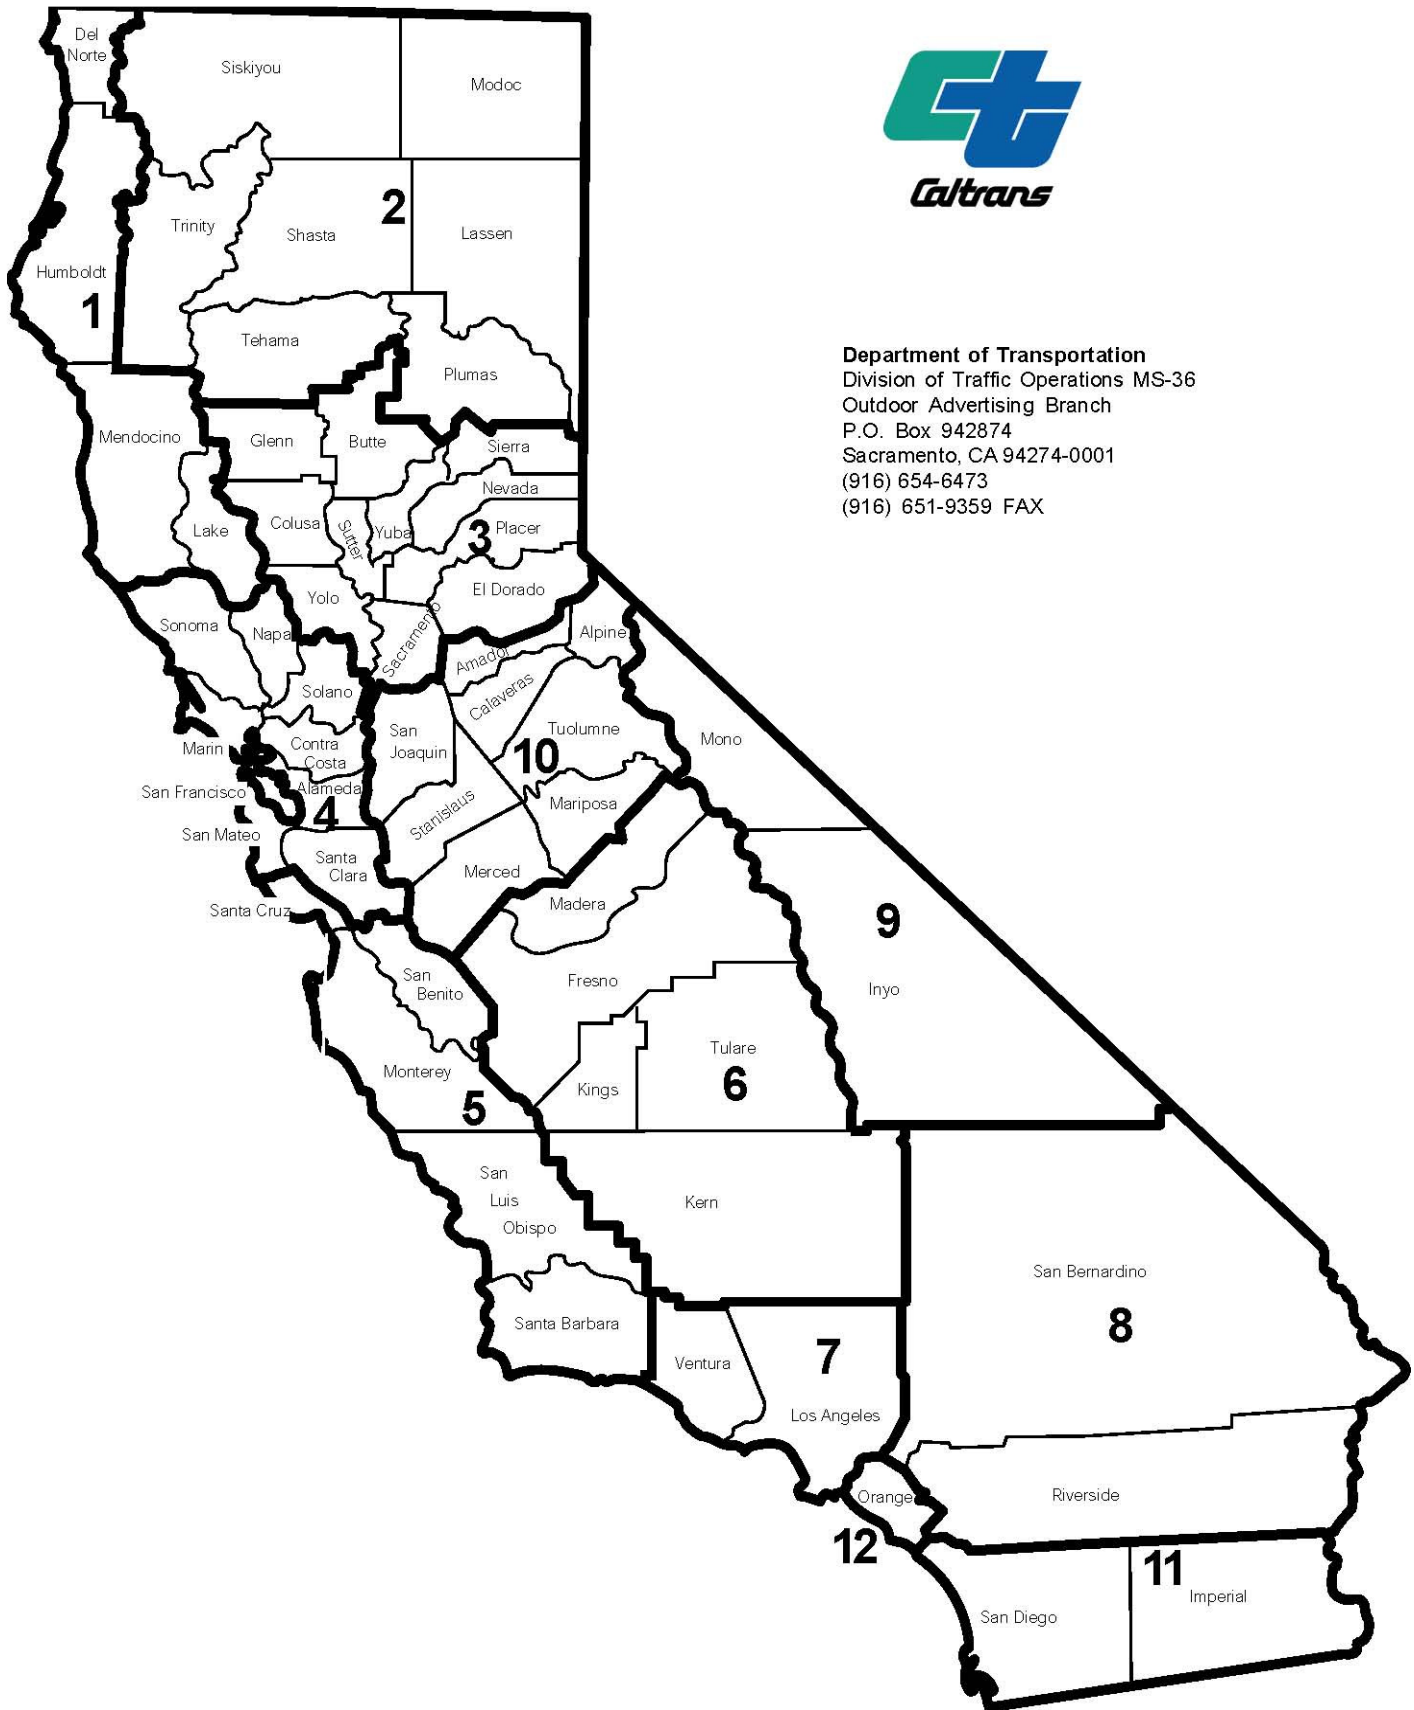 Del
Norte
Siskiyou
Modoc
Caltrans
2
Trinity
Shasta
Lassen
Humboldt
1
Tehama
Plumas
Department of Transportation
Division of Traffic Operations MS-36
Outdoor Advertising Branch
P.O. Box 942874
Sacramento, CA 94274-0001
(916) 654-6473
(916) 651-9359 FAX
Mendocino
Glenn
Butte
Sierra
Nevada
Lake
Colusa
Sutter
Yuba
3
Placer
Yolo
El Dorado
Sonoma
Napa
Sacramento
Alpine
Amador
Solano
Calaveras
Marin
Contra
Costa
San
Joaquin
Tuolumne
10
Mono
San Francisco
Alameda
4
Stanislaus
Mariposa
San Mateo
Santa
Clara
Merced
Santa Cruz
Madera
9
San
Benito
Fresno
Inyo
Monterey
5
Kings
Tulare
6
San
Luis
Obispo
Kern
San Bernardino
8
Santa Barbara
Ventura
7
Los Angeles
Orange
12
Riverside
11
San Diego
Imperial